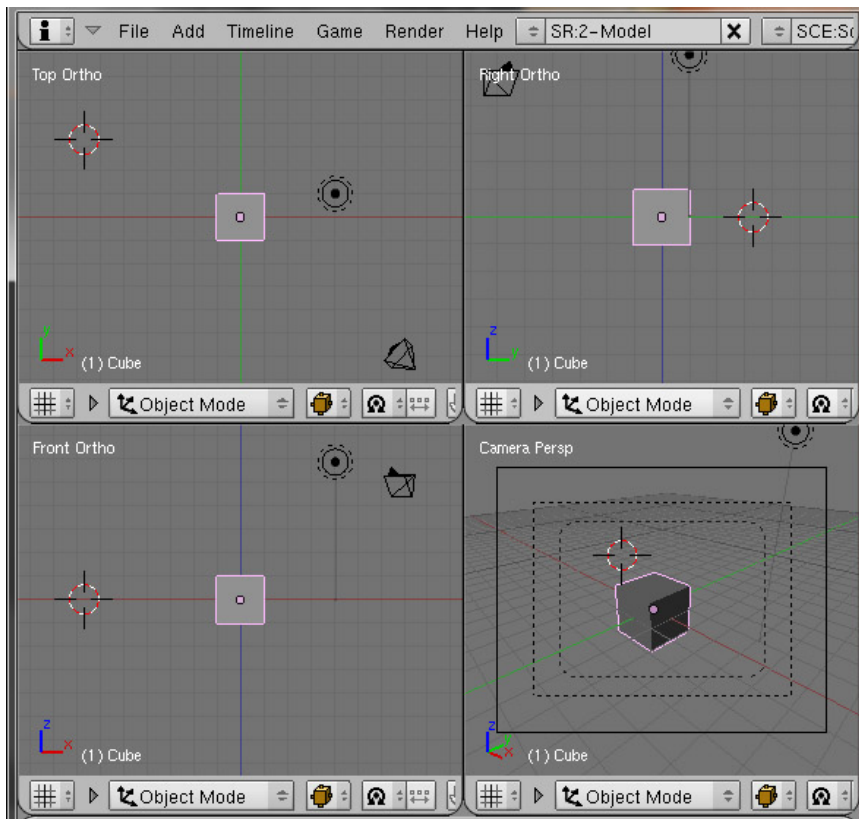 File Add Timeline Game Render Help SR:2-Model SCE:Sc
Top Ortho
Right Ortho
y
x
(1) Cube
z
y
(1) Cube
Object Mode
Object Mode
Front Ortho
Camera Persp
z
x
(1) Cube
z
y
x
(1) Cube
Object Mode
Object Mode